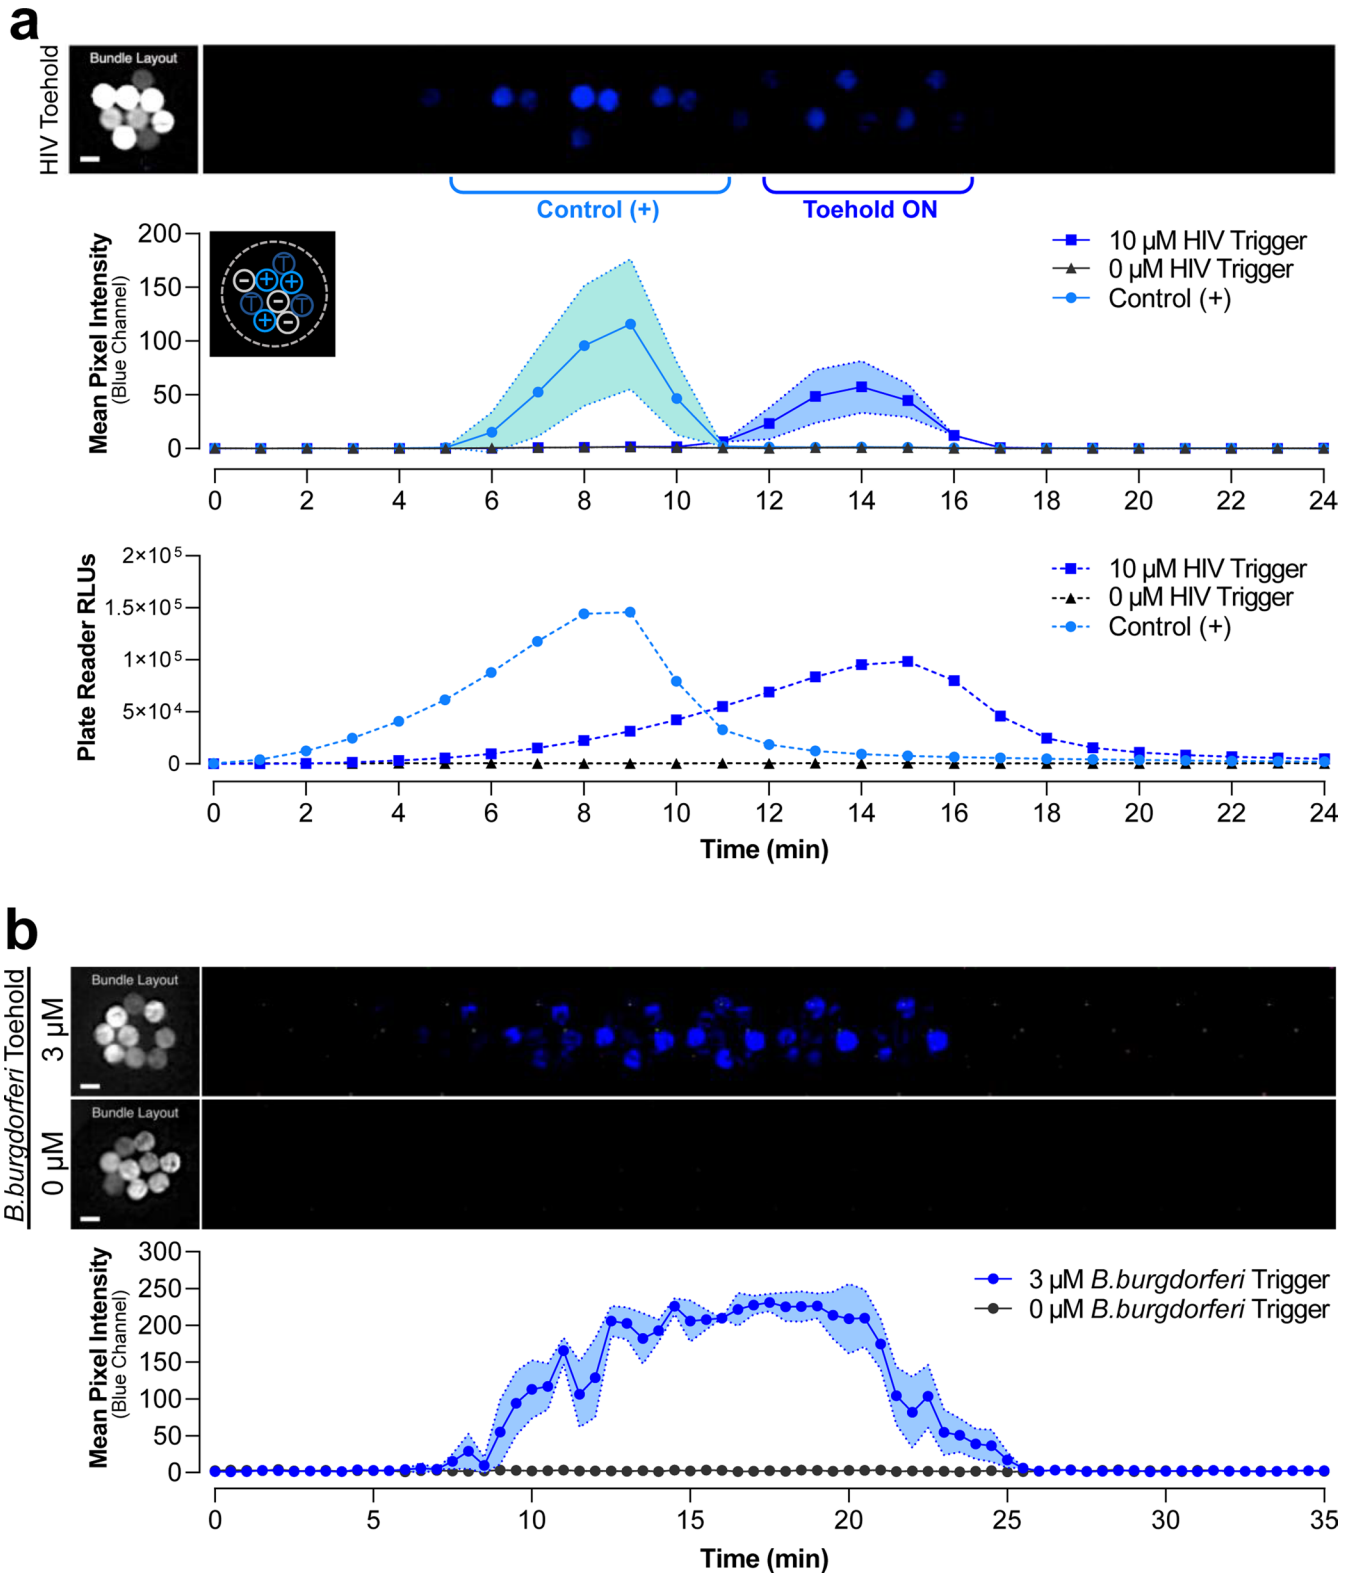 a
HIV Toehold
Bundle Layout
Control (+)
Toehold ON
Mean Pixel Intensity
(Blue Channel)
200
150
100
50
0
T
- + +
T - T
+ -
10 µM HIV Trigger
0 µM HIV Trigger
Control (+)
0 2 4 6 8 10 12 14 16 18 20 22 24
Plate Reader RLUs
2×10⁵
1.5×10⁵
1×10⁵
5×10⁴
0
10 µM HIV Trigger
0 µM HIV Trigger
Control (+)
0 2 4 6 8 10 12 14 16 18 20 22 24
Time (min)
b
B.burgdorferi Toehold
3 µM
Bundle Layout
0 µM
Bundle Layout
Mean Pixel Intensity
(Blue Channel)
300
250
200
150
100
50
0
3 µM B.burgdorferi Trigger
0 µM B.burgdorferi Trigger
0 5 10 15 20 25 30 35
Time (min)